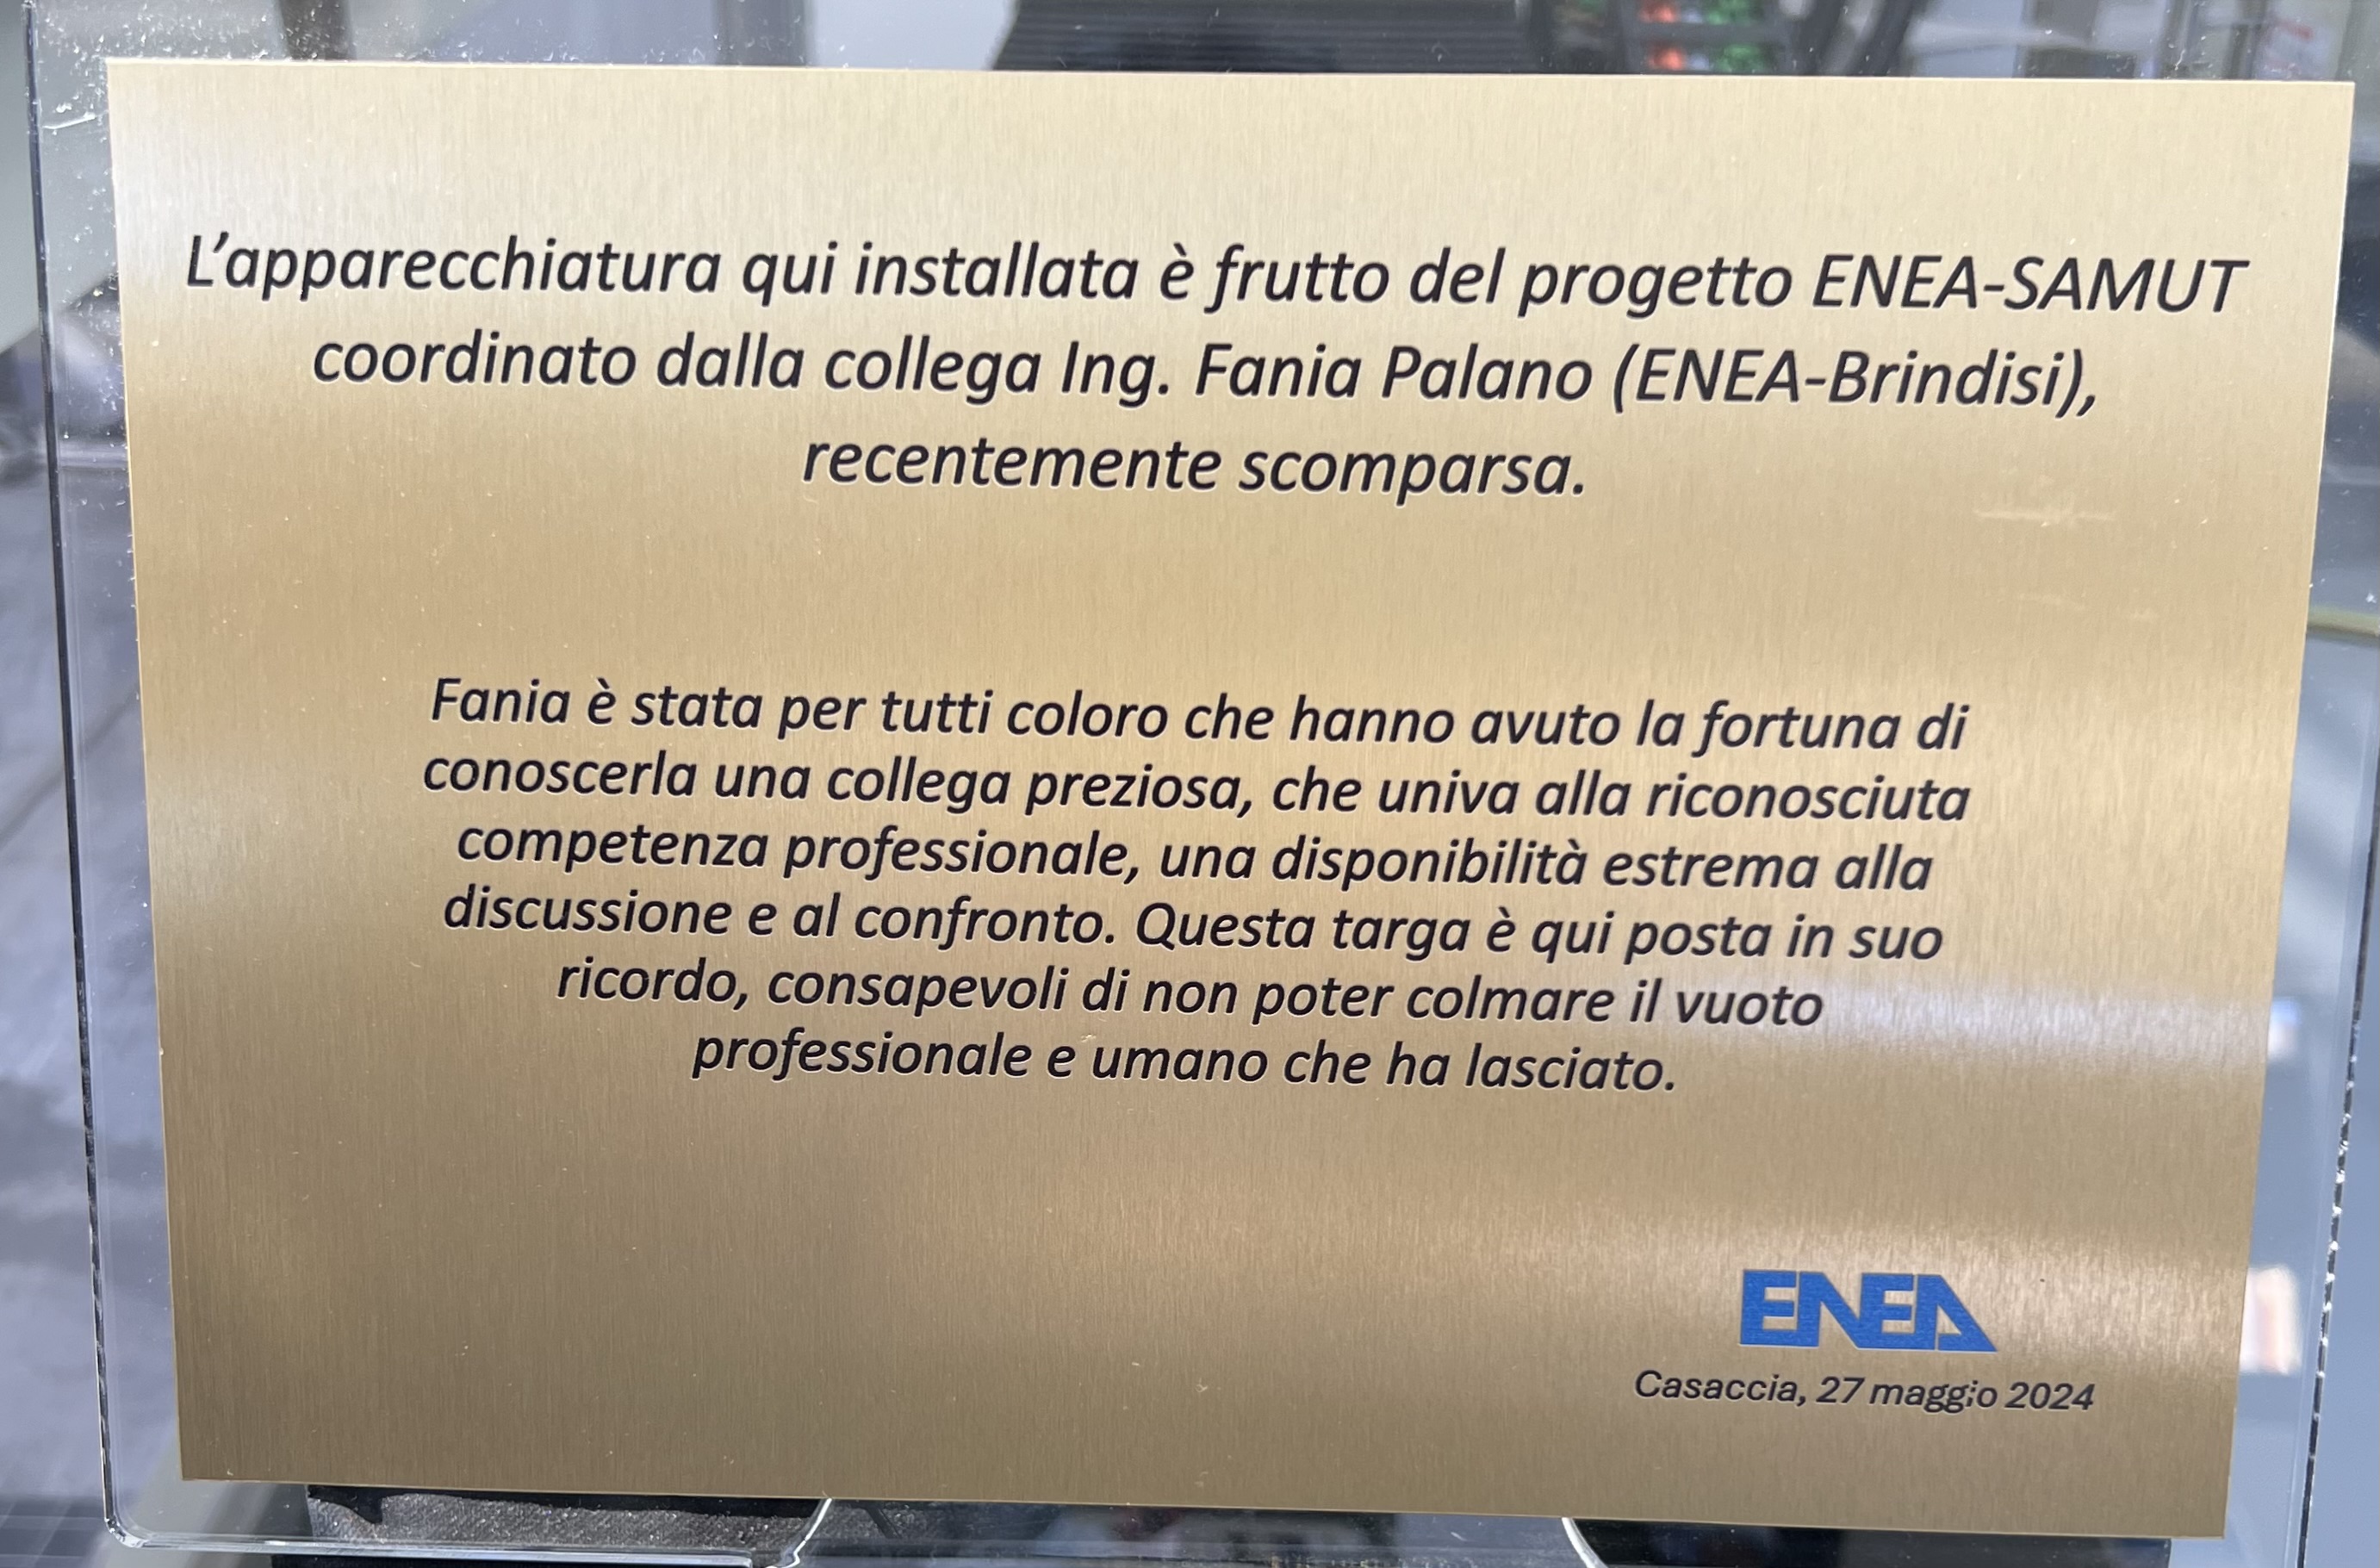 L’apparecchiatura qui installata è frutto del progetto ENEA-SAMUT
coordinato dalla collega Ing. Fania Palano (ENEA-Brindisi),
recentemente scomparsa.
Fania è stata per tutti coloro che hanno avuto la fortuna di
conoscerla una collega preziosa, che univa alla riconosciuta
competenza professionale, una disponibilità estrema alla
discussione e al confronto. Questa targa è qui posta in suo
ricordo, consapevoli di non poter colmare il vuoto
professionale e umano che ha lasciato.
ENEA
Casaccia, 27 maggio 2024